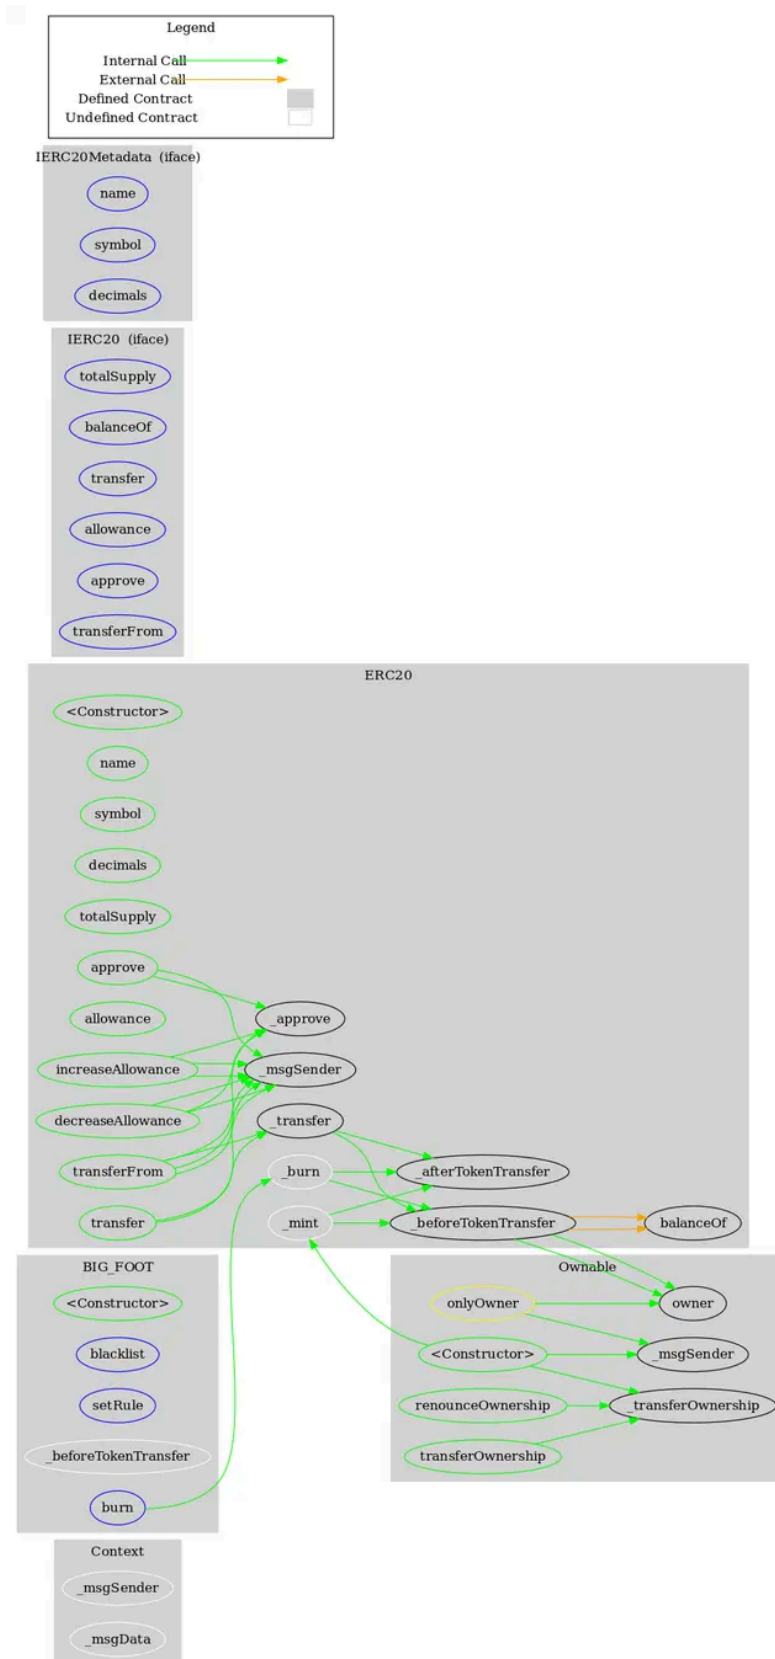 Legend
Internal Call
External Call
Defined Contract
Undefined Contract
IERC20Metadata (iface)
name
symbol
decimals
IERC20 (iface)
totalSupply
balanceOf
transfer
allowance
approve
transferFrom
ERC20
<Constructor>
name
symbol
decimals
totalSupply
approve
allowance
_approve
increaseAllowance
_msgSender
decreaseAllowance
_transfer
transferFrom
_burn
_afterTokenTransfer
transfer
_mint
_beforeTokenTransfer
balanceOf
BIG_FOOT
<Constructor>
blacklist
setRule
_beforeTokenTransfer
burn
Ownable
onlyOwner
owner
<Constructor>
_msgSender
renounceOwnership
_transferOwnership
transferOwnership
Context
_msgSender
_msgData